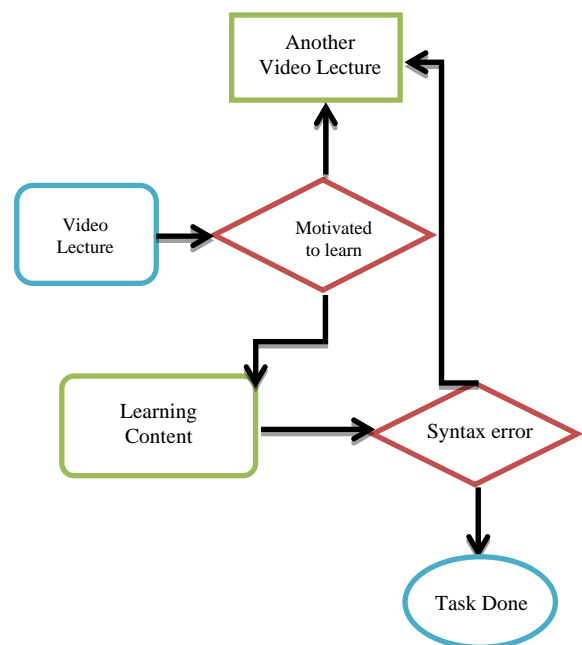 Another
Video Lecture
Video
Lecture
Motivated
to learn
Learning
Content
Syntax error
Task Done